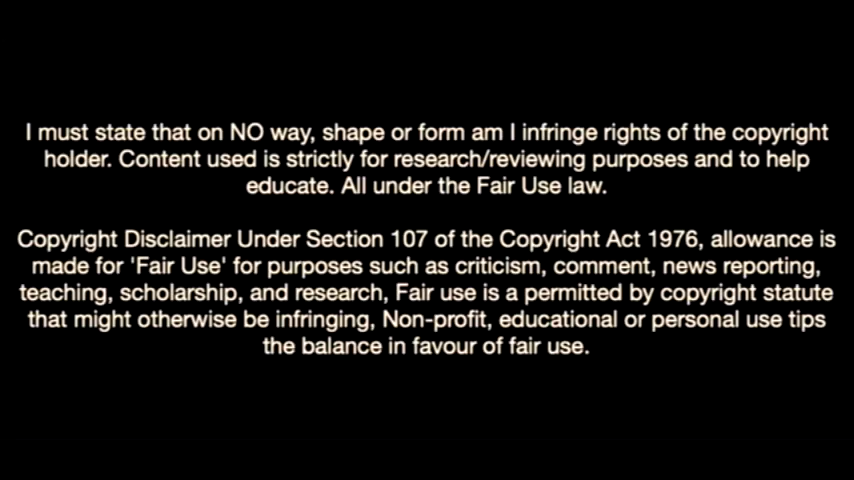 I must state that on NO way, shape or form am I infringe rights of the copyright
holder. Content used is strictly for research/reviewing purposes and to help
educate. All under the Fair Use law.
Copyright Disclaimer Under Section 107 of the Copyright Act 1976, allowance is
made for 'Fair Use' for purposes such as criticism, comment, news reporting,
teaching, scholarship, and research, Fair use is a permitted by copyright statute
that might otherwise be infringing, Non-profit, educational or personal use tips
the balance in favour of fair use.